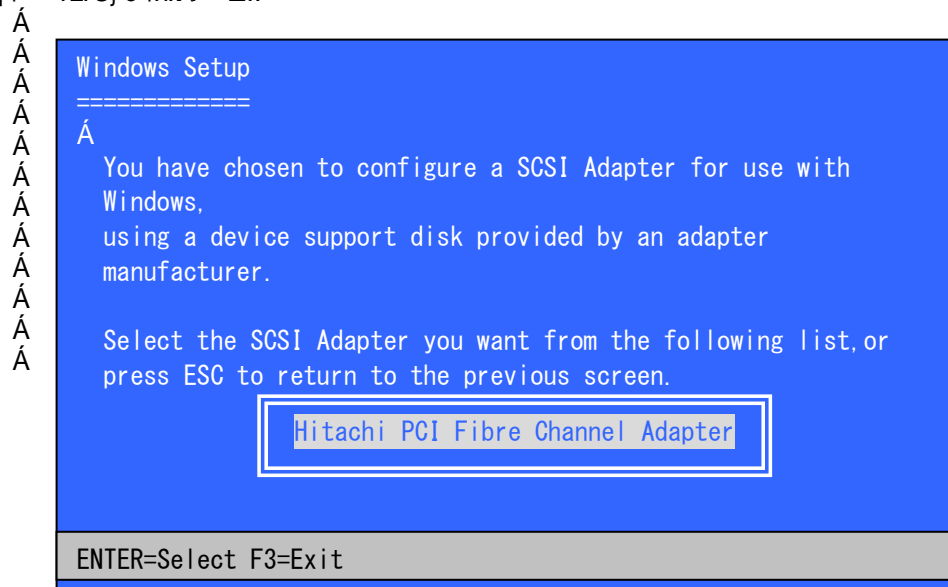 Á
Á
Á
Á
Á
Á
Á
Á
Á
Á
Á
Á
Windows Setup
=============
Á
You have chosen to configure a SCSI Adapter for use with
Windows,
using a device support disk provided by an adapter
manufacturer.
Select the SCSI Adapter you want from the following list,or
press ESC to return to the previous screen.
Hitachi PCI Fibre Channel Adapter
ENTER=Select F3=Exit